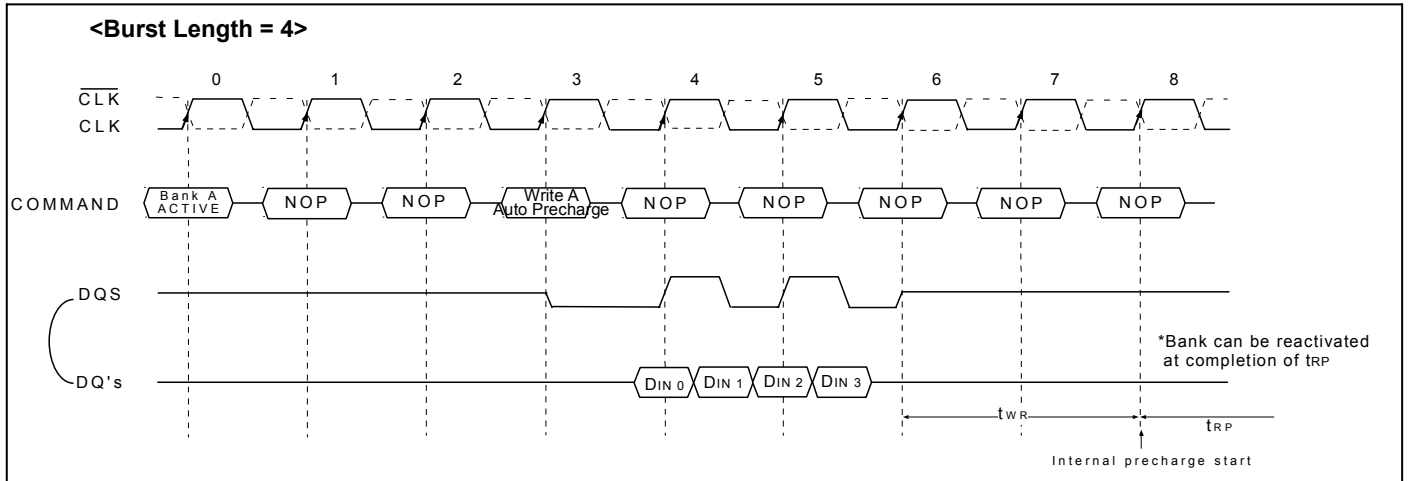 <Burst Length = 4>
0 1 2 3 4 5 6 7 8
CLK
CLK
COMMAND
Bank A
ACTIVE
NOP
NOP
Write A
Auto Precharge
NOP
NOP
NOP
NOP
NOP
DQS
*Bank can be reactivated
at completion of tRP
DQ's
DIN 0
DIN 1
DIN 2
DIN 3
tWR
tRP
Internal precharge start